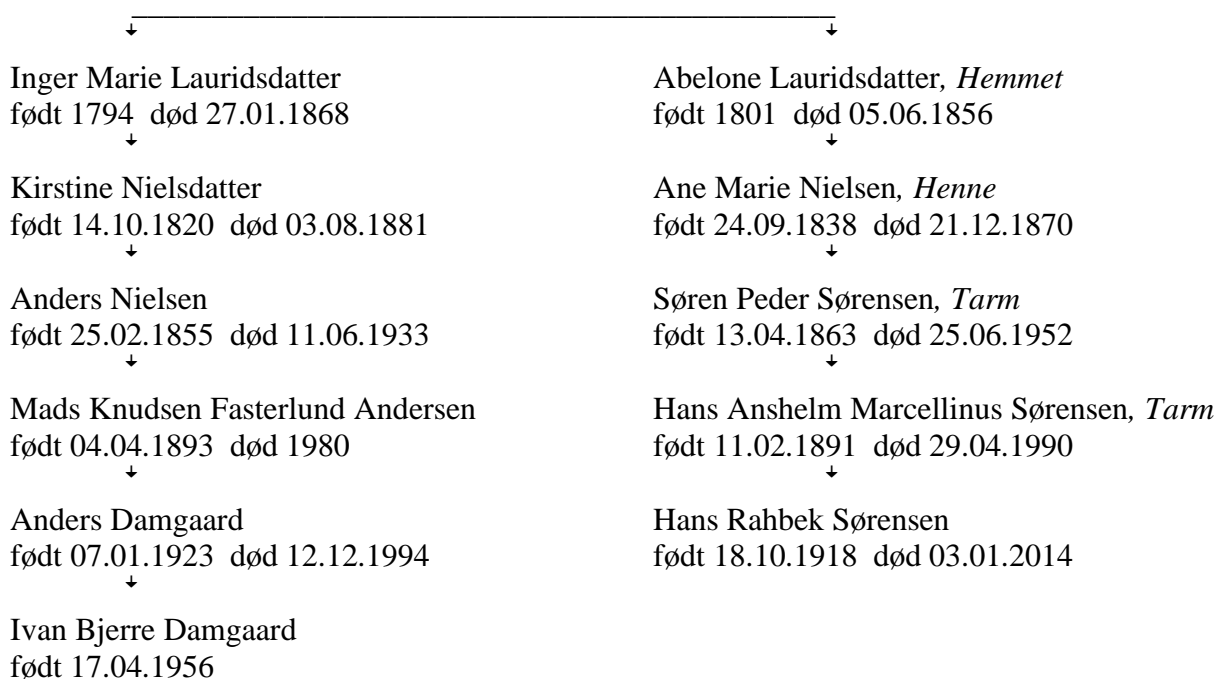 Inger Marie Lauridsdatter
født 1794  død 27.01.1868
Kirstine Nielsdatter
født 14.10.1820  død 03.08.1881
Anders Nielsen
født 25.02.1855  død 11.06.1933
Mads Knudsen Fasterlund Andersen
født 04.04.1893  død 1980
Anders Damgaard
født 07.01.1923  død 12.12.1994
Ivan Bjerre Damgaard
født 17.04.1956
Abelone Lauridsdatter, Hemmet
født 1801  død 05.06.1856
Ane Marie Nielsen, Henne
født 24.09.1838  død 21.12.1870
Søren Peder Sørensen, Tarm
født 13.04.1863  død 25.06.1952
Hans Anshelm Marcellinus Sørensen, Tarm
født 11.02.1891  død 29.04.1990
Hans Rahbek Sørensen
født 18.10.1918  død 03.01.2014